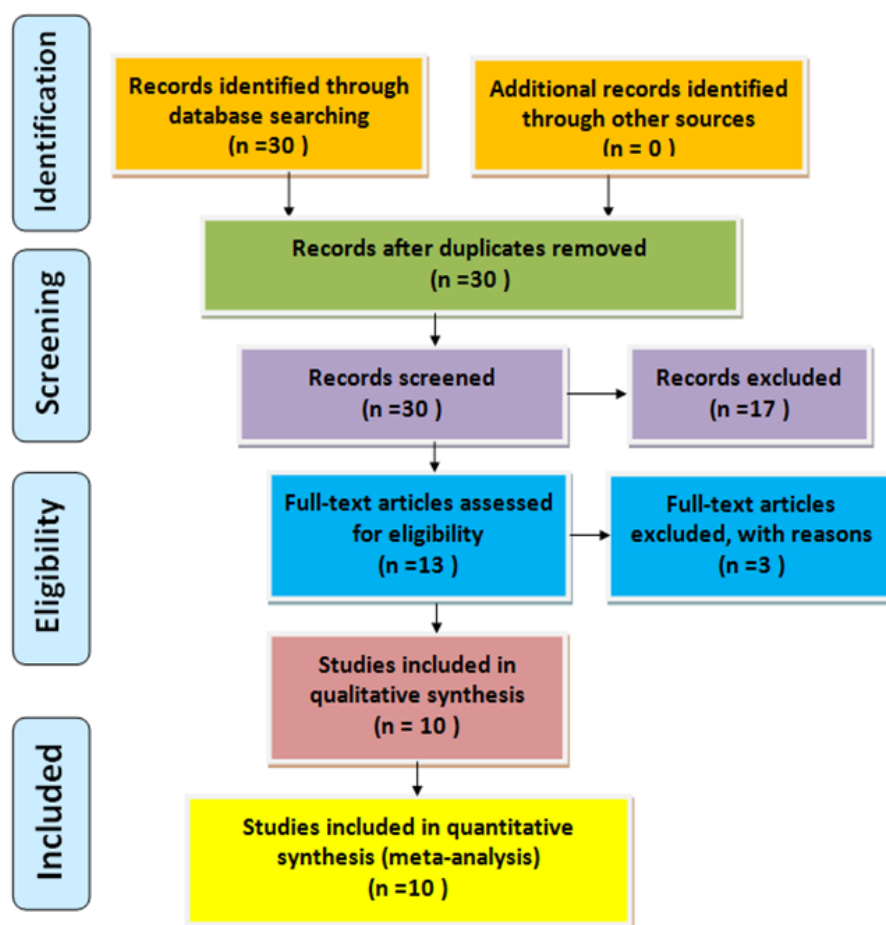 Identification
Records identified through
database searching
(n =30 )
Additional records identified
through other sources
(n = 0 )
Records after duplicates removed
(n =30 )
Screening
Records screened
(n =30 )
Records excluded
(n =17 )
Eligibility
Full-text articles assessed
for eligibility
(n =13 )
Full-text articles
excluded, with reasons
(n =3 )
Studies included in
qualitative synthesis
(n = 10 )
Included
Studies included in quantitative
synthesis (meta-analysis)
(n =10 )